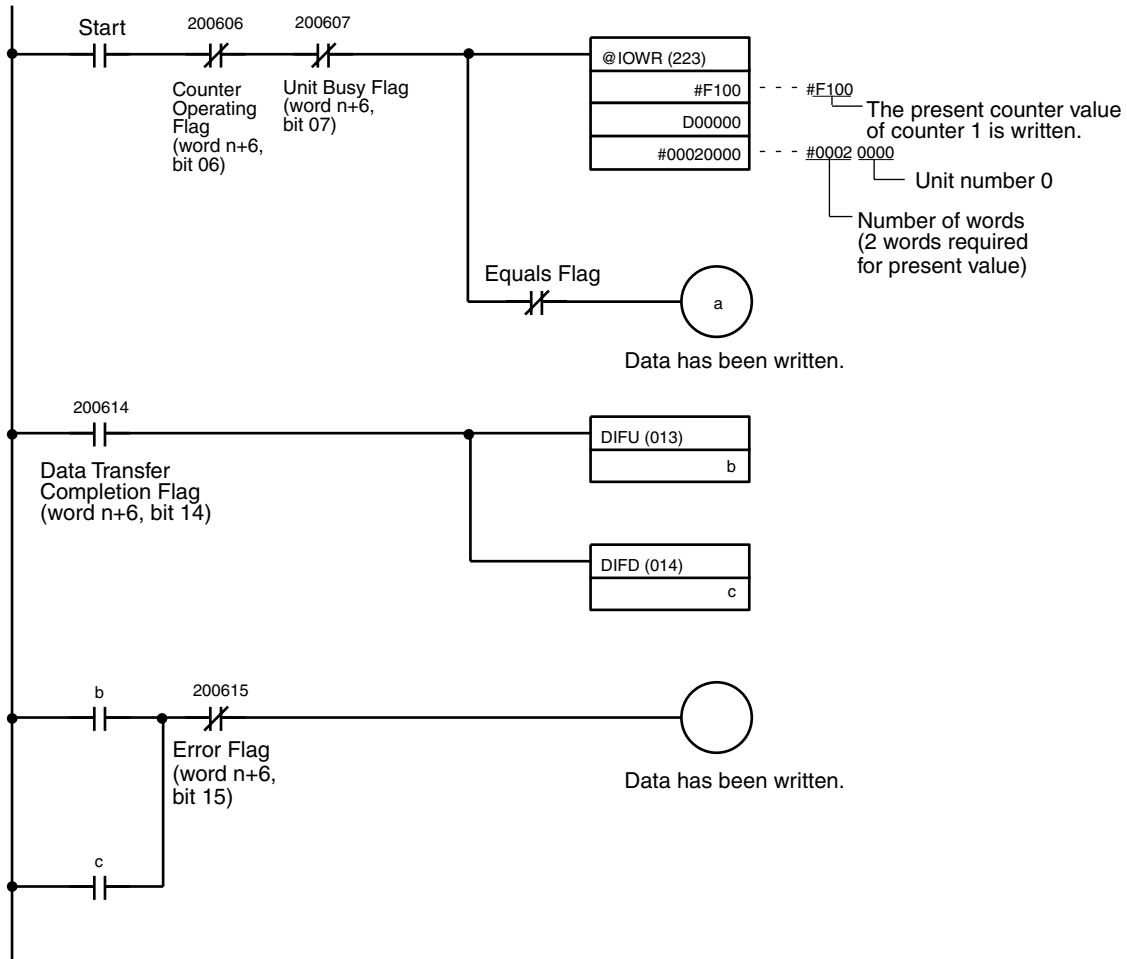 Start
200606
200607
Counter
Operating
Flag
(word n+6,
bit 06)
Unit Busy Flag
(word n+6,
bit 07)
@IOWR (223)
#F100
D00000
#00020000
- - - #F100
The present counter value
of counter 1 is written.
- - - #0002 0000
Unit number 0
Number of words
(2 words required
for present value)
Equals Flag
a
Data has been written.
200614
Data Transfer
Completion Flag
(word n+6, bit 14)
DIFU (013)
b
DIFD (014)
c
b
200615
Error Flag
(word n+6,
bit 15)
Data has been written.
c